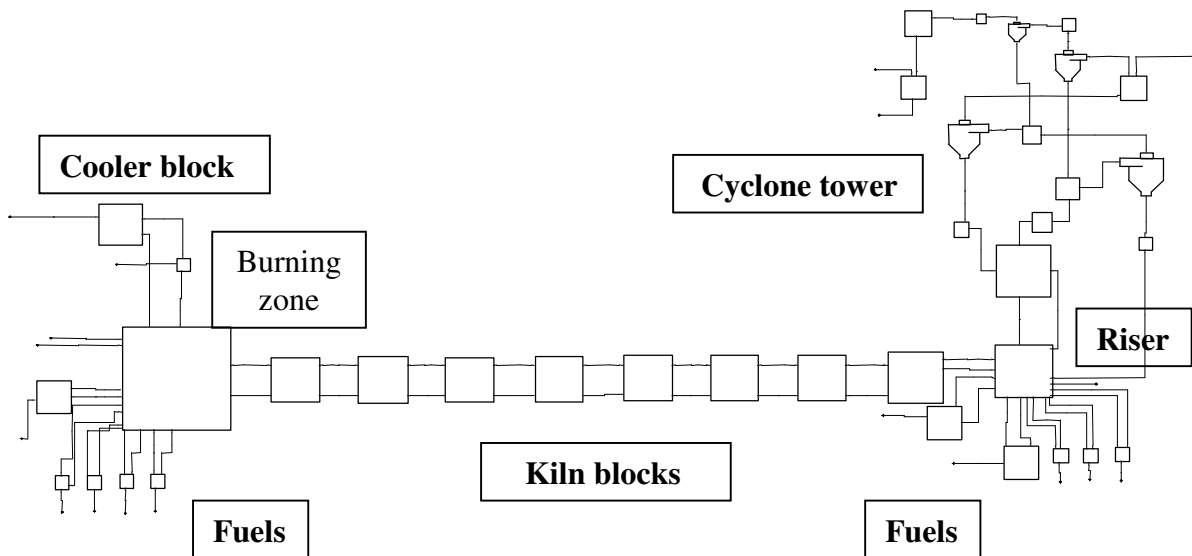 Cooler block
Cyclone tower
Burning
zone
Riser
Kiln blocks
Fuels
Fuels